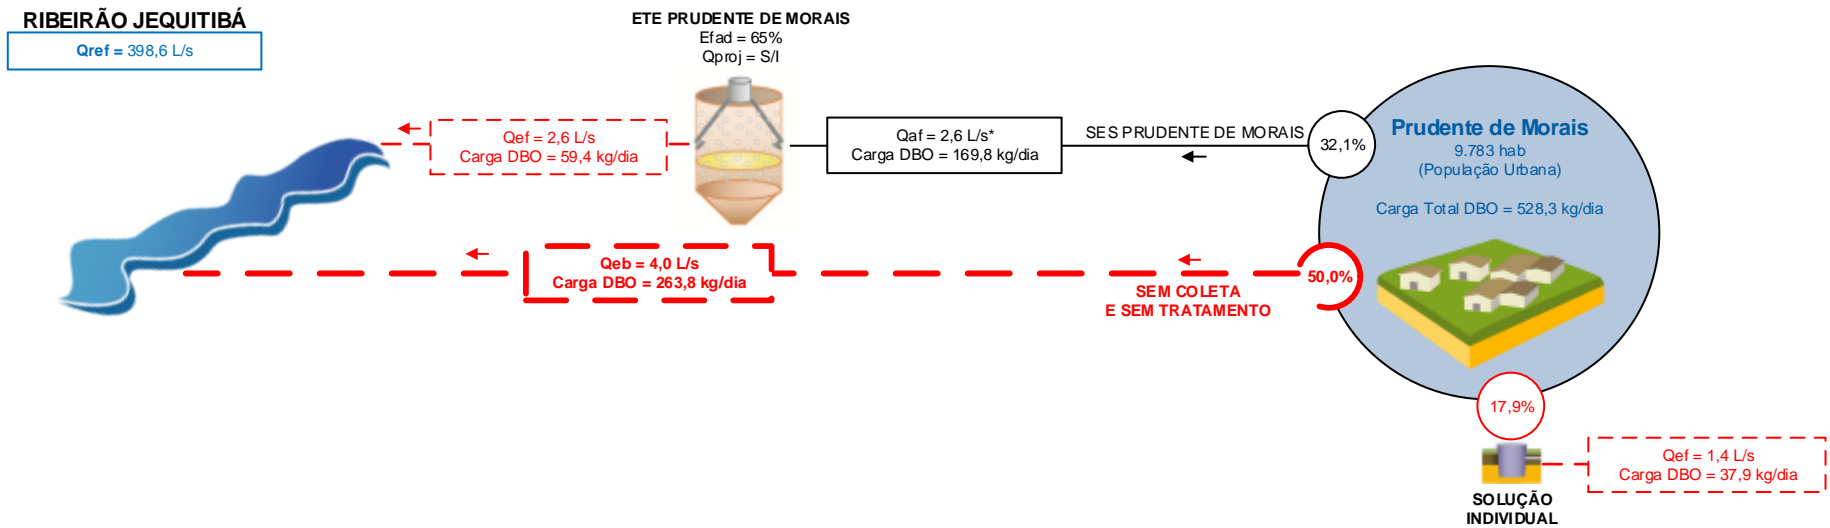 RIBEIRÃO JEQUITIBÁ
Qref = 398,6 L/s
ETE PRUDENTE DE MORAIS
Efad = 65%
Qproj = S/I
Qef = 2,6 L/s
Carga DBO = 59,4 kg/dia
Qaf = 2,6 L/s*
Carga DBO = 169,8 kg/dia
SES PRUDENTE DE MORAIS
32,1%
Prudente de Morais
9.783 hab
(População Urbana)
Carga Total DBO = 528,3 kg/dia
Qeb = 4,0 L/s
Carga DBO = 263,8 kg/dia
SEM COLETA
E SEM TRATAMENTO
50,0%
17,9%
Qef = 1,4 L/s
Carga DBO = 37,9 kg/dia
SOLUÇÃO
INDIVIDUAL